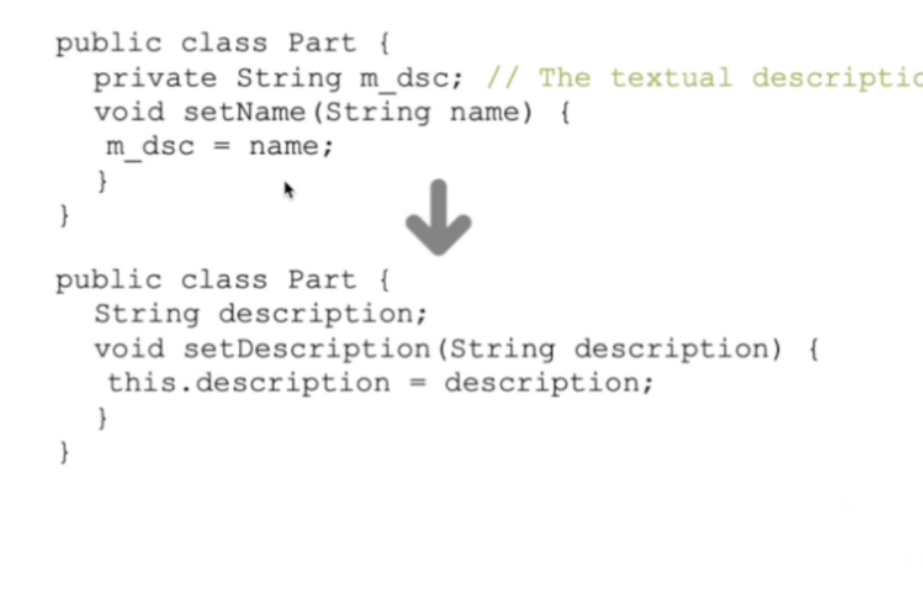 public class Part {
private String m_dsc; // The textual
void setName(String name) {
m_dsc = name;
}
}
public class Part {
String description;
void setDescription(String description) {
this.description = description;
}
}